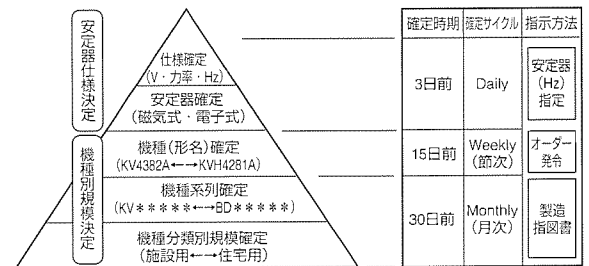 安定器仕様決定
仕様確定
(V・力率・Hz)
安定器確定
(磁気式・電子式)
機種別規模決定
機種(形名)確定
(KV4382A←→KVH4281A)
機種系列確定
(KV＊＊＊＊＊←→BD＊＊＊＊＊)
機種分類別規模確定
(施設用←→住宅用)
確定時期 確定サイクル 指示方法
3日前 Daily
安定器
(Hz)
指定
15日前 Weekly
(節次)
オーダー
発令
30日前 Monthly
(月次)
製造
指図書